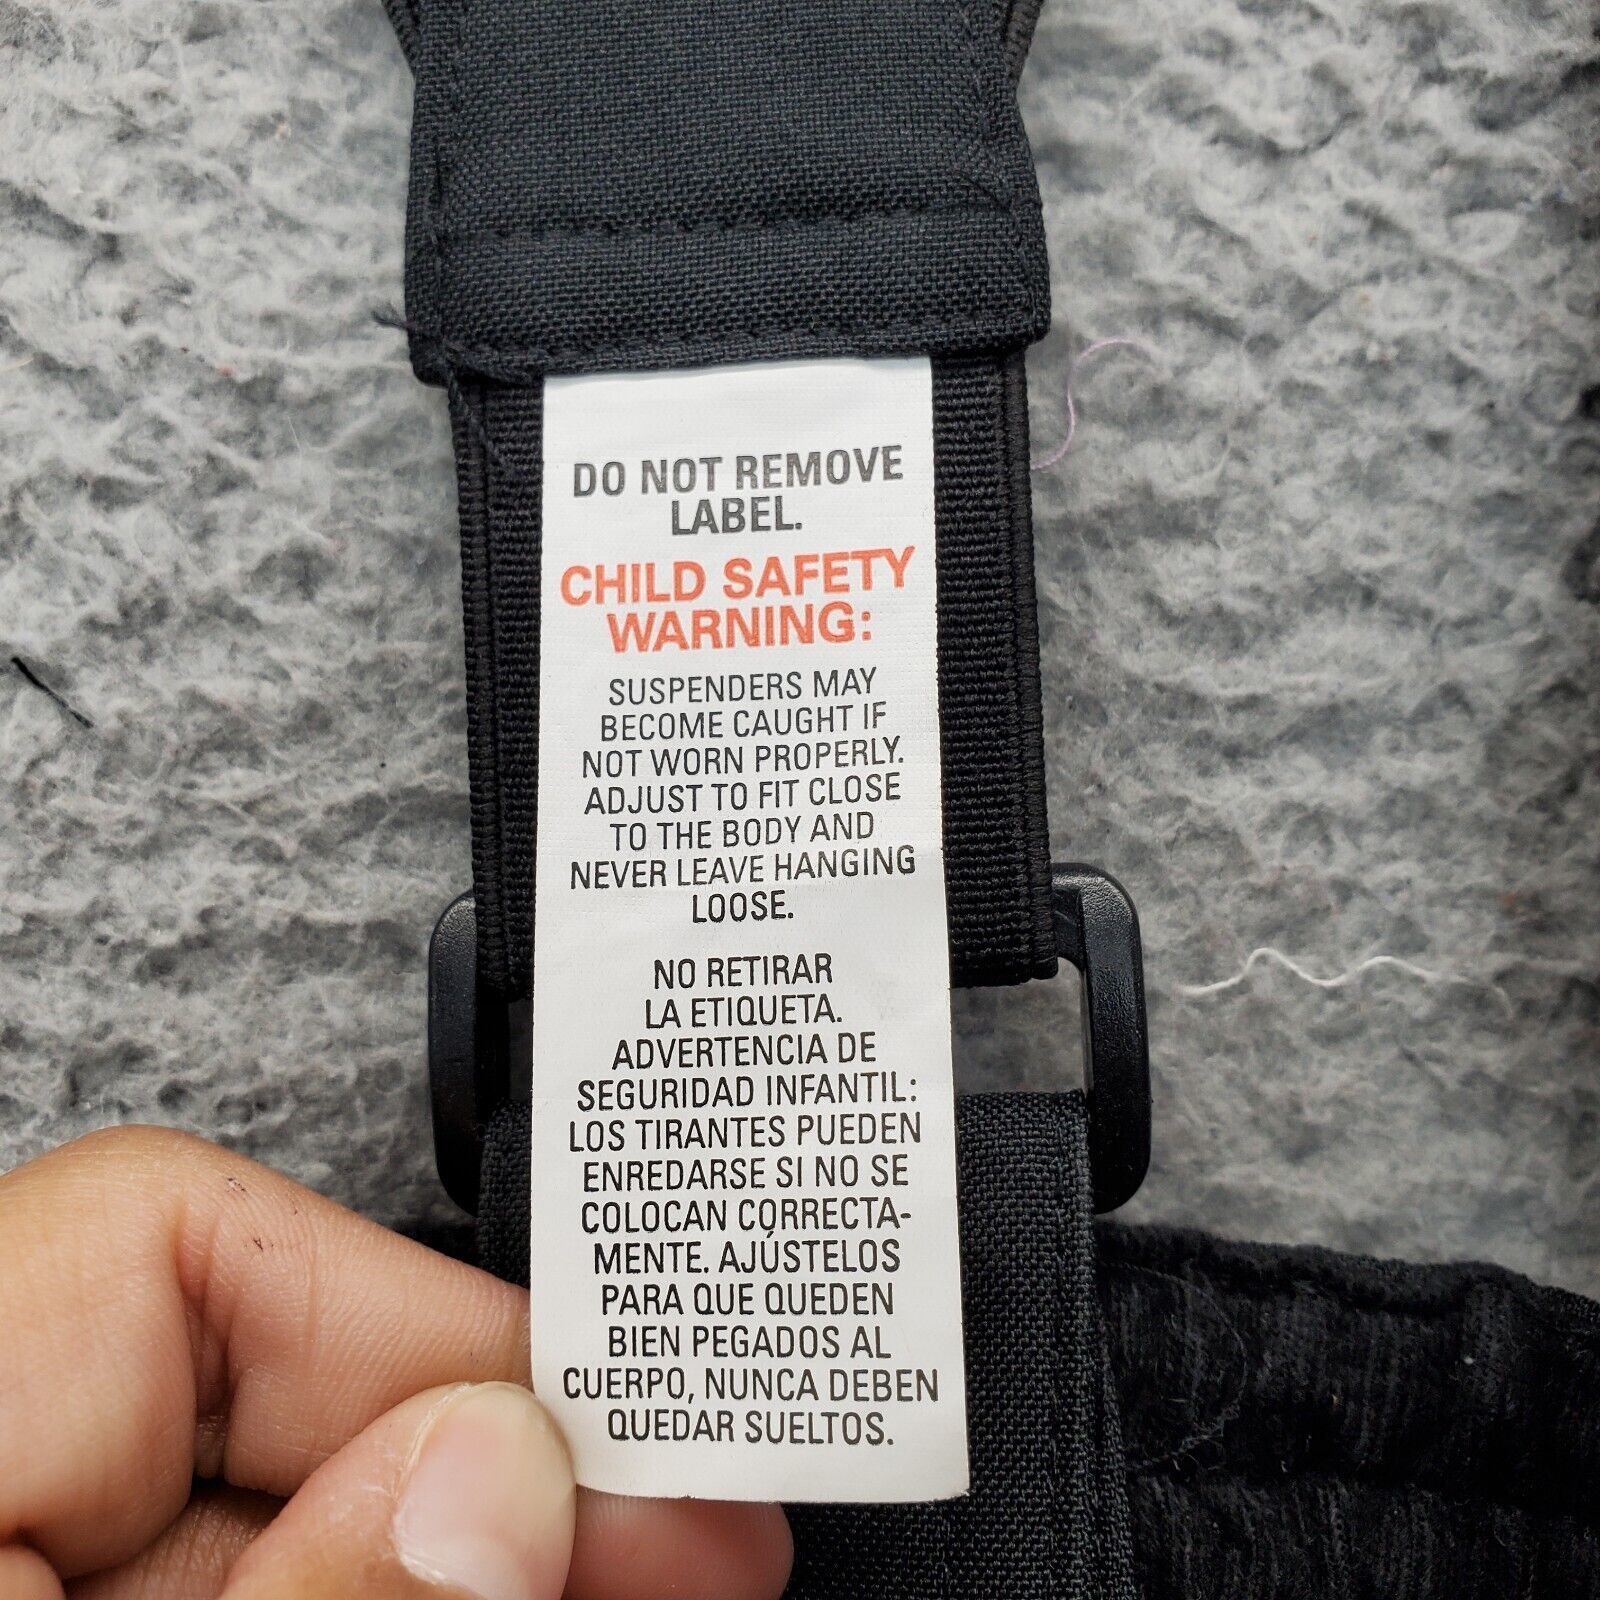 DO NOT REMOVE
LABEL.
CHILD SAFETY
WARNING:
SUSPENDERS MAY
BECOME CAUGHT IF
NOT WORN PROPERLY.
ADJUST TO FIT CLOSE
TO THE BODY AND
NEVER LEAVE HANGING
LOOSE.
NO RETIRAR
LA ETIQUETA.
ADVERTENCIA DE
SEGURIDAD INFANTIL:
LOS TIRANTES PUEDEN
ENREDARSE SI NO SE
COLOCAN CORRECTA-
MENTE. AJÚSTELOS
PARA QUE QUEDEN
BIEN PEGADOS AL
CUERPO, NUNCA DEBEN
QUEDAR SUELTOS.